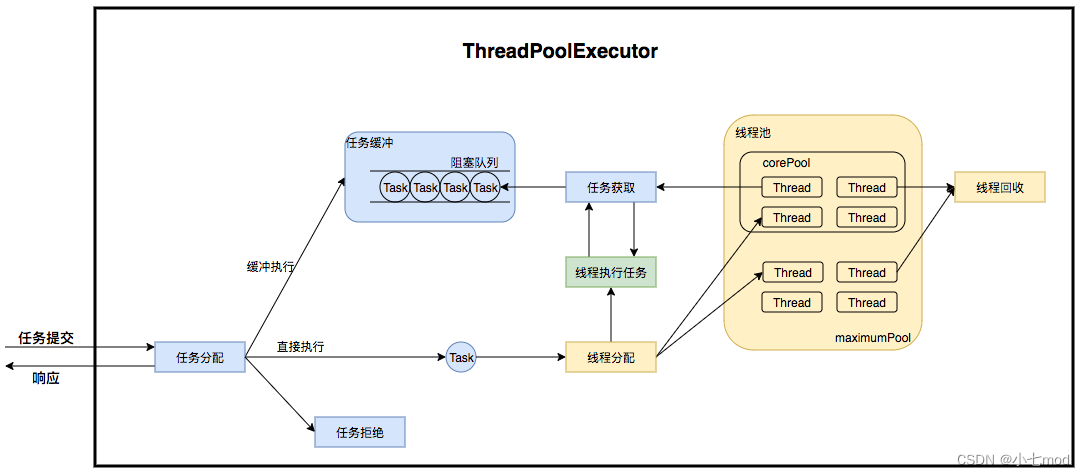 ThreadPoolExecutor
任务缓冲
阻塞队列
Task Task Task Task
任务获取
线程池
corePool
Thread Thread
Thread Thread
线程回收
线程执行任务
Thread Thread
Thread Thread
maximumPool
缓冲执行
任务提交
响应
任务分配
直接执行
Task
线程分配
任务拒绝
CSDN @小七mod